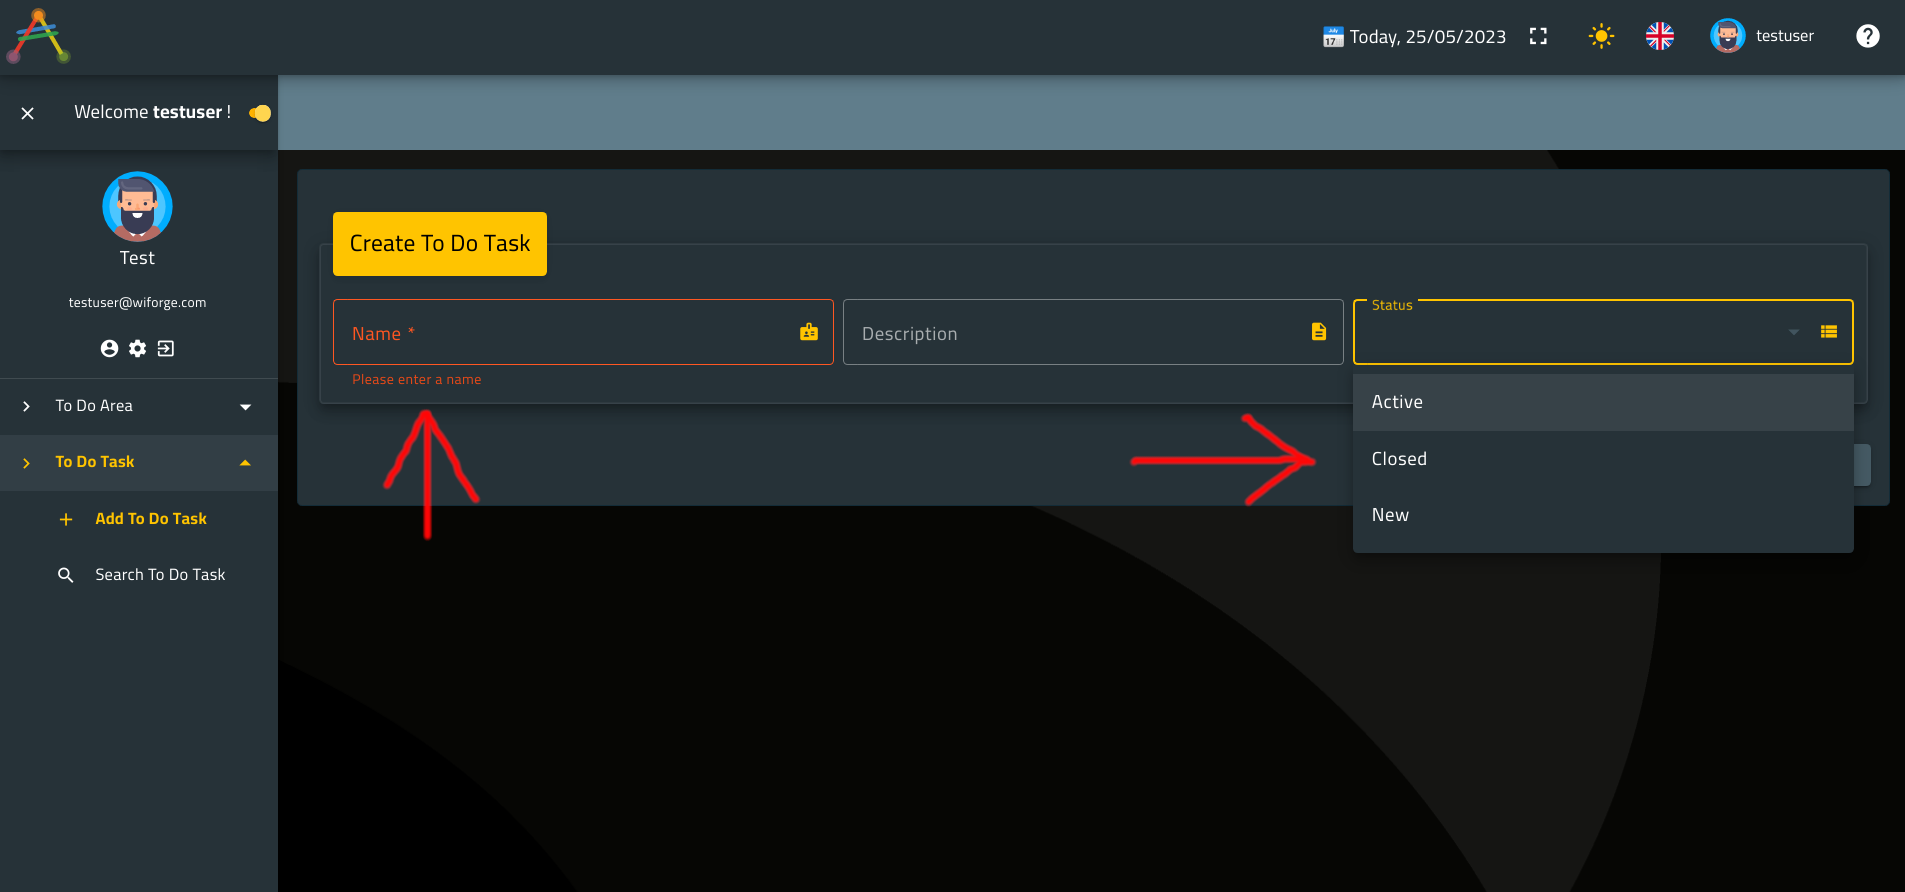 Today, 25/05/2023
testuser
Welcome testuser !
Test
testuser@wiforge.com
To Do Area
To Do Task
Add To Do Task
Search To Do Task
Create To Do Task
Name *
Please enter a name
Description
Status
Active
Closed
New